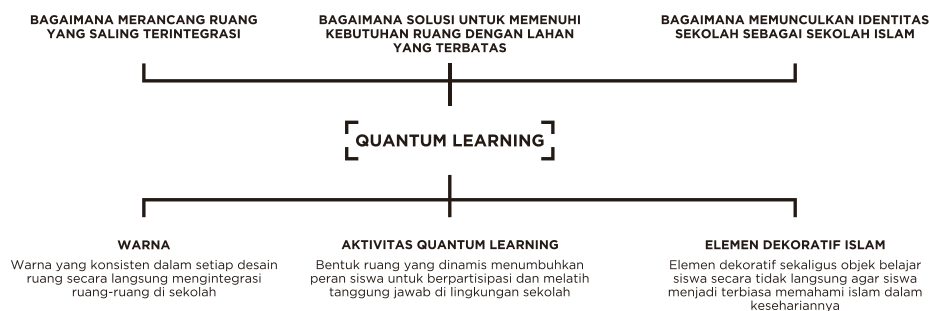 BAGAIMANA MERANCANG RUANG
YANG SALING TERINTEGRASI
BAGAIMANA SOLUSI UNTUK MEMENUHI
KEBUTUHAN RUANG DENGAN LAHAN
YANG TERBATAS
BAGAIMANA MEMUNCULKAN IDENTITAS
SEKOLAH SEBAGAI SEKOLAH ISLAM
QUANTUM LEARNING
WARNA
Warna yang konsisten dalam setiap desain
ruang secara langsung mengintegrasi
ruang-ruang di sekolah
AKTIVITAS QUANTUM LEARNING
Bentuk ruang yang dinamis menumbuhkan
peran siswa untuk berpartisipasi dan melatih
tanggung jawab di lingkungan sekolah
ELEMEN DEKORATIF ISLAM
Elemen dekoratif sekaligus objek belajar
siswa secara tidak langsung agar siswa
menjadi terbiasa memahami islam dalam
kesehariannya